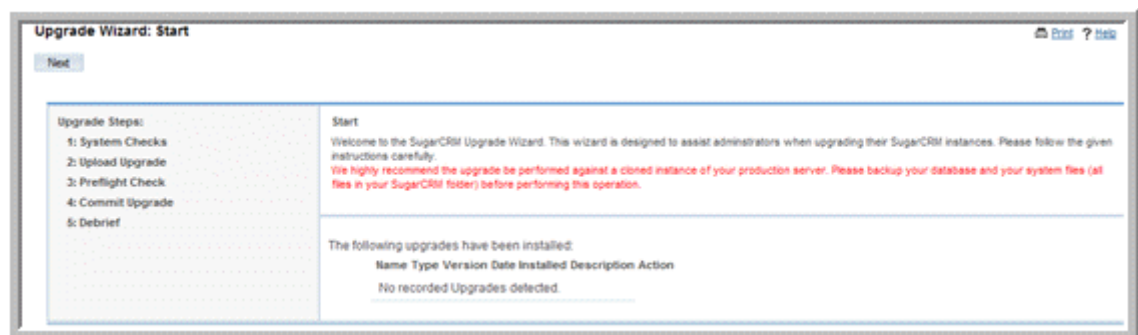 Upgrade Wizard: Start
Print ? Help
Next
Upgrade Steps:
1: System Checks
2: Upload Upgrade
3: Preflight Check
4: Commit Upgrade
5: Debrief
Start
Welcome to the SugarCRM Upgrade Wizard. This wizard is designed to assist adminstrators when upgrading their SugarCRM instances. Please follow the given
instructions carefully.
We highly recommend the upgrade be performed against a cloned instance of your production server. Please backup your database and your system files (all
files in your SugarCRM folder) before performing this operation.
The following upgrades have been installed:
Name Type Version Date Installed Description Action
No recorded Upgrades detected.